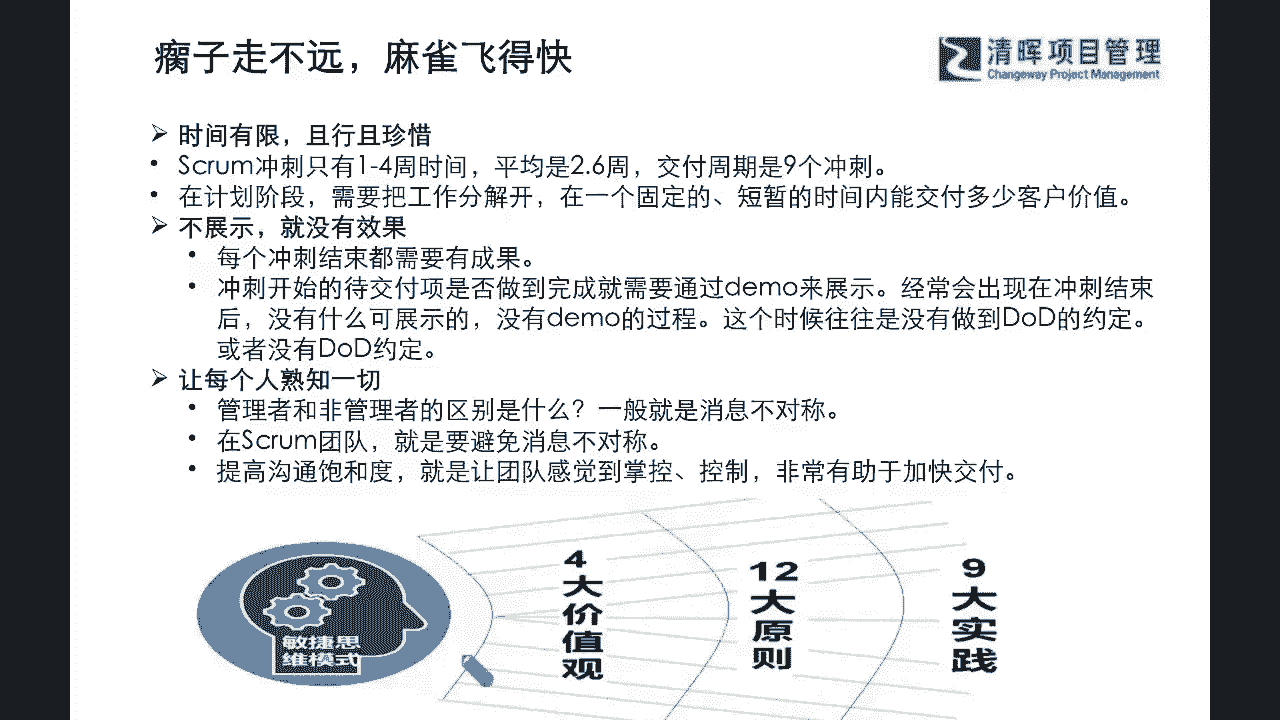 瘸子走不远，麻雀飞得快
清晖项目管理
Changeway Project Management
➢ 时间有限，且行且珍惜
• Scrum冲刺只有1-4周时间，平均是2.6周，交付周期是9个冲刺。
• 在计划阶段，需要把工作分解开，在一个固定的、短暂的时间内能交付多少客户价值。
➢ 不展示，就没有效果
• 每个冲刺结束都需要有成果。
• 冲刺开始的待交付项是否做到完成就需要通过demo来展示。经常会出现在冲刺结束
后，没有什么可展示的，没有demo的过程。这个时候往往是没有做到DoD的约定。
或者没有DoD约定。
➢ 让每个人熟知一切
• 管理者和非管理者的区别是什么？一般就是消息不对称。
• 在Scrum团队，就是要避免消息不对称。
• 提高沟通饱和度，就是让团队感觉到掌控、控制，非常有助于加快交付。
敏捷思
维模式
4大价值观
12大原则
9大实践